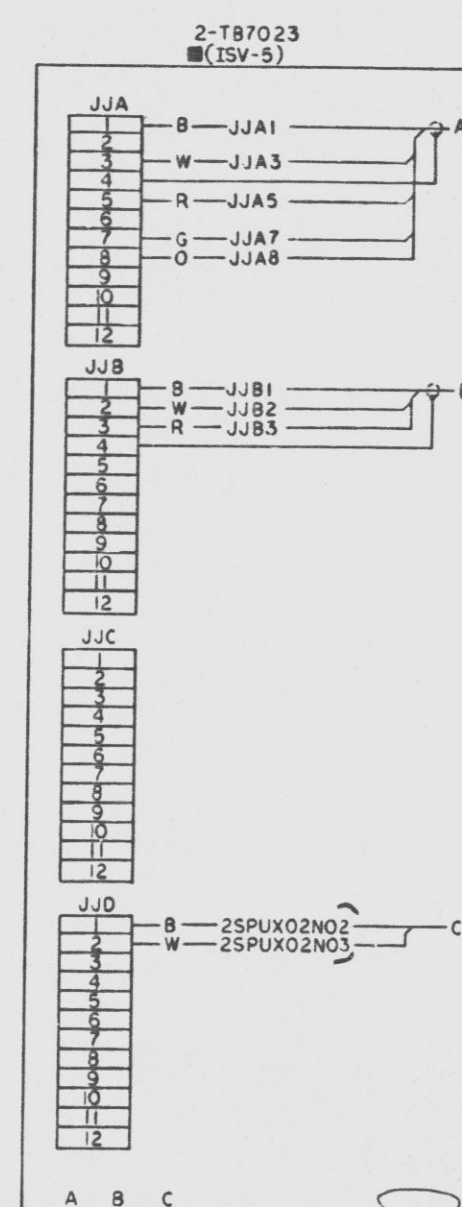 2-TB7023
■(ISV-5)
JJA
1 B JJA1 A
2
3 W JJA3
4
5 R JJA5
6
7 G JJA7
8 O JJA8
9
10
11
12
JJB
1 B JJB1
2 W JJB2
3 R JJB3
4
5
6
7
8
9
10
11
12
JJC
1
2
3
4
5
6
7
8
9
10
11
12
JJD
1 B 2SPUX02N02 C
2 W 2SPUX02N03
3
4
5
6
7
8
9
10
11
12
A B C